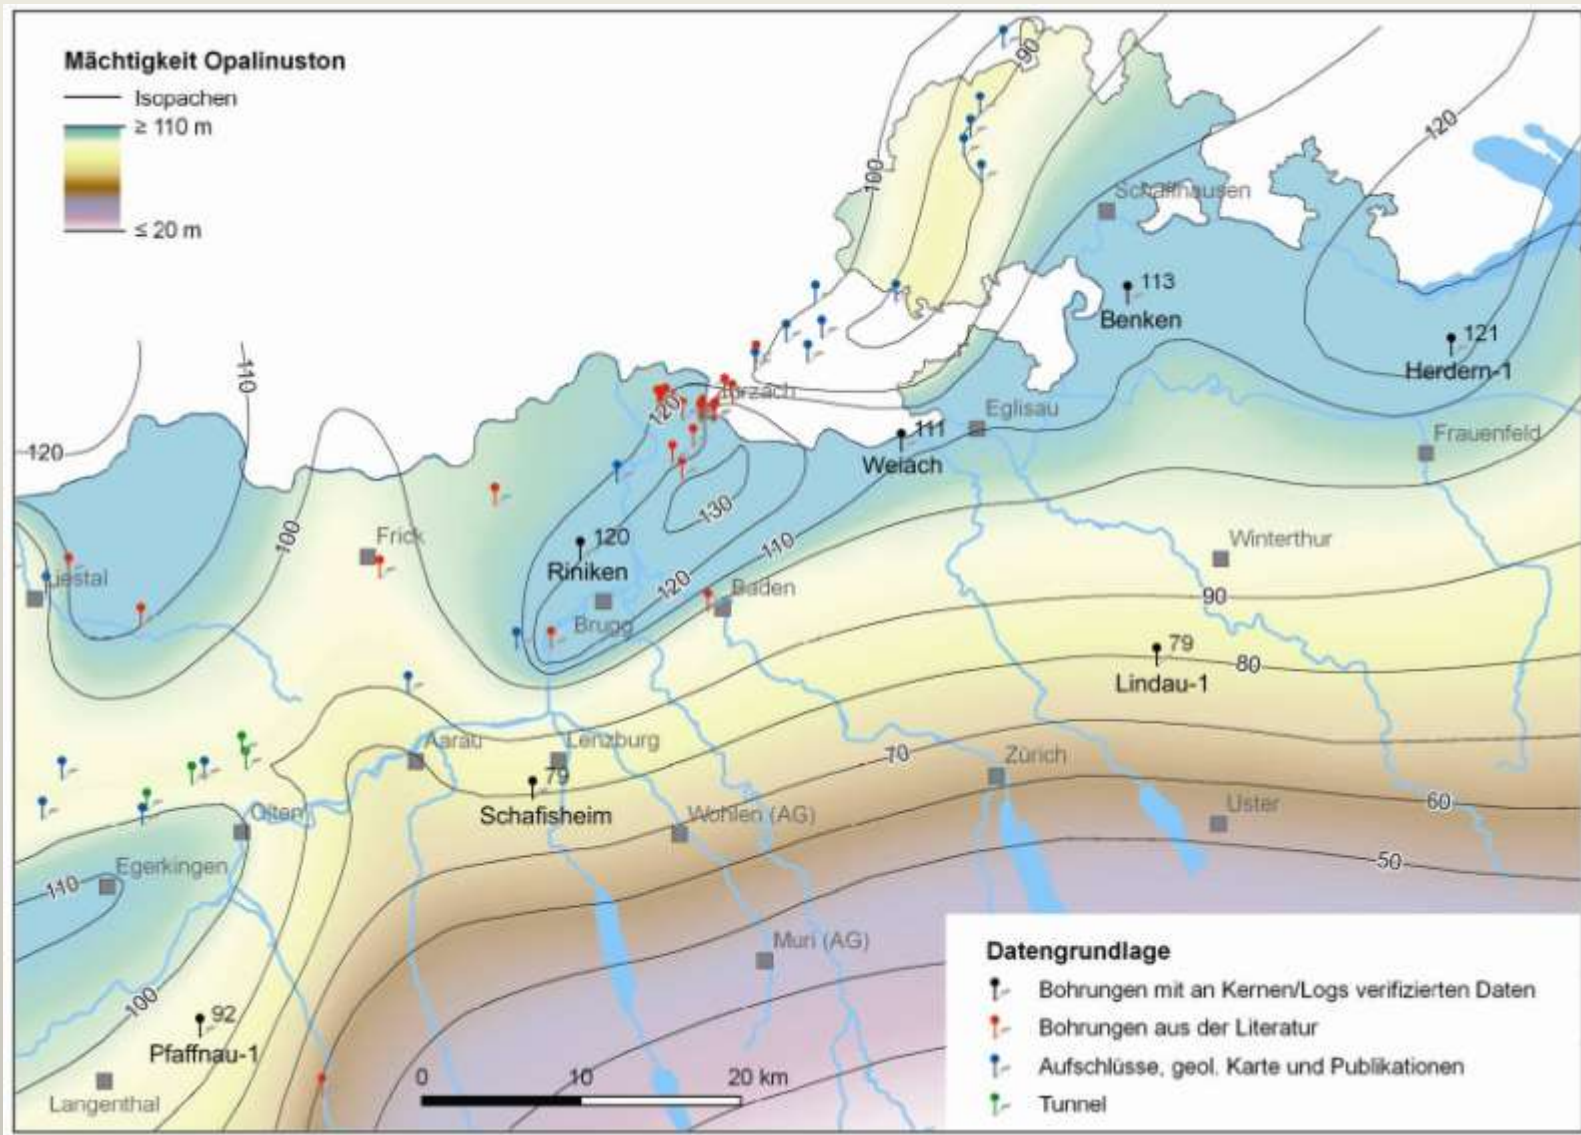 Mächtigkeit Opalinuston
Isopachen
≥ 110 m
≤ 20 m
90
100
120
Schaffhausen
113
Benken
121
Herdern-1
110
120
Zurzach
120
Eglisau
111
Weiach
Frauenfeld
130
100
Frick
120
Riniken
110
Winterthur
Liestal
120
Baden
90
Brugg
79
Lindau-1
80
Aarau
Lenzburg
70
Zürich
79
Schafisheim
Wohlen (AG)
60
Uster
Olten
50
Egerkingen
110
Muri (AG)
100
92
Pfaffnau-1
Langenthal
0 10 20 km
Datengrundlage
Bohrungen mit an Kernen/Logs verifizierten Daten
Bohrungen aus der Literatur
Aufschlüsse, geol. Karte und Publikationen
Tunnel